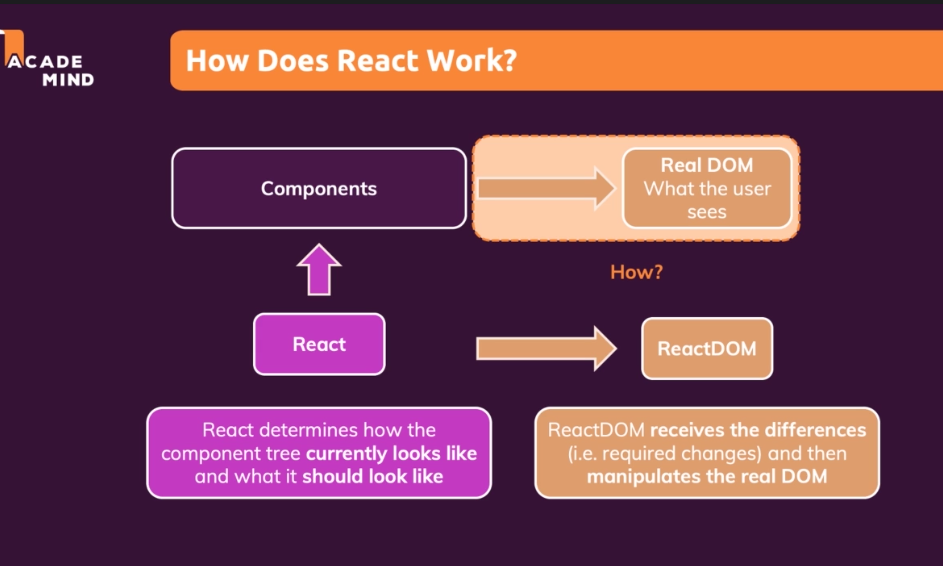 ACADE
MIND
How Does React Work?
Components
Real DOM
What the user
sees
How?
React
ReactDOM
React determines how the
component tree currently looks like
and what it should look like
ReactDOM receives the differences
(i.e. required changes) and then
manipulates the real DOM